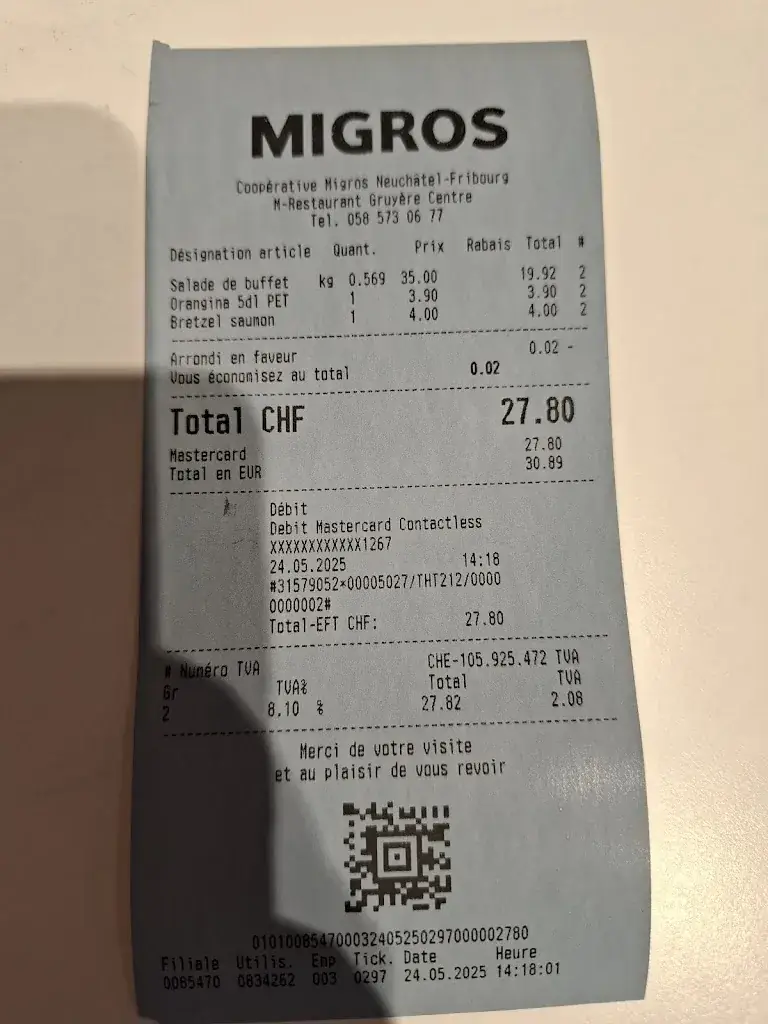 MIGROS
Coopérative Migros Neuchâtel-Fribourg
M-Restaurant Gruyère Centre
Tel. 058 573 06 77
Désignation article Quant. Prix Rabais Total #
Salade de buffet kg 0.569 35.00 19.92 2
Orangina 5dl PET 1 3.90 3.90 2
Bretzel saumon 1 4.00 4.00 2
Arrondi en faveur 0.02 -
Vous économisez au total 0.02
Total CHF 27.80
Mastercard 27.80
Total en EUR 30.89
Débit
Debit Mastercard Contactless
XXXXXXXXXXXX1267
24.05.2025 14:18
#31579052*00005027/THT212/0000
0000002#
Total-EFT CHF: 27.80
# Numéro TVA CHE-105.925.472 TVA
Gr TVA% Total TVA
2 8.10 % 27.82 2.08
Merci de votre visite
et au plaisir de vous revoir
010100854700032405250297000002780
Filiale Utilis. Emp Tick. Date Heure
0085470 0834262 003 0297 24.05.2025 14:18:01